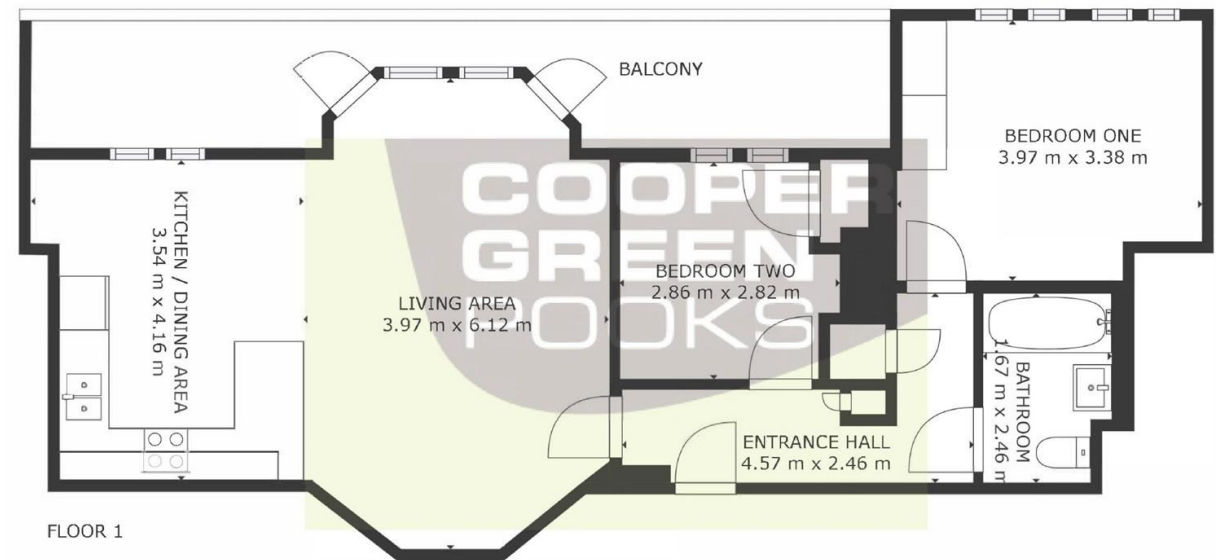 BALCONY
BEDROOM ONE
3.97 m x 3.38 m
COOPER
GREEN
POOKS
KITCHEN / DINING AREA
3.54 m x 4.16 m
LIVING AREA
3.97 m x 6.12 m
BEDROOM TWO
2.86 m x 2.82 m
ENTRANCE HALL
4.57 m x 2.46 m
BATHROOM
1.67 m x 2.46 m
FLOOR 1